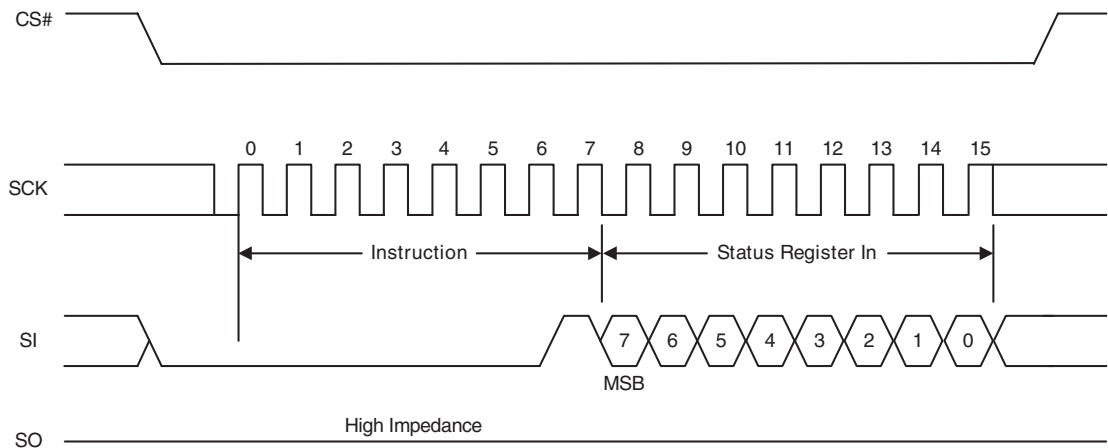 CS#
0 1 2 3 4 5 6 7 8 9 10 11 12 13 14 15
SCK
Instruction Status Register In
SI 7 6 5 4 3 2 1 0
MSB
High Impedance
SO